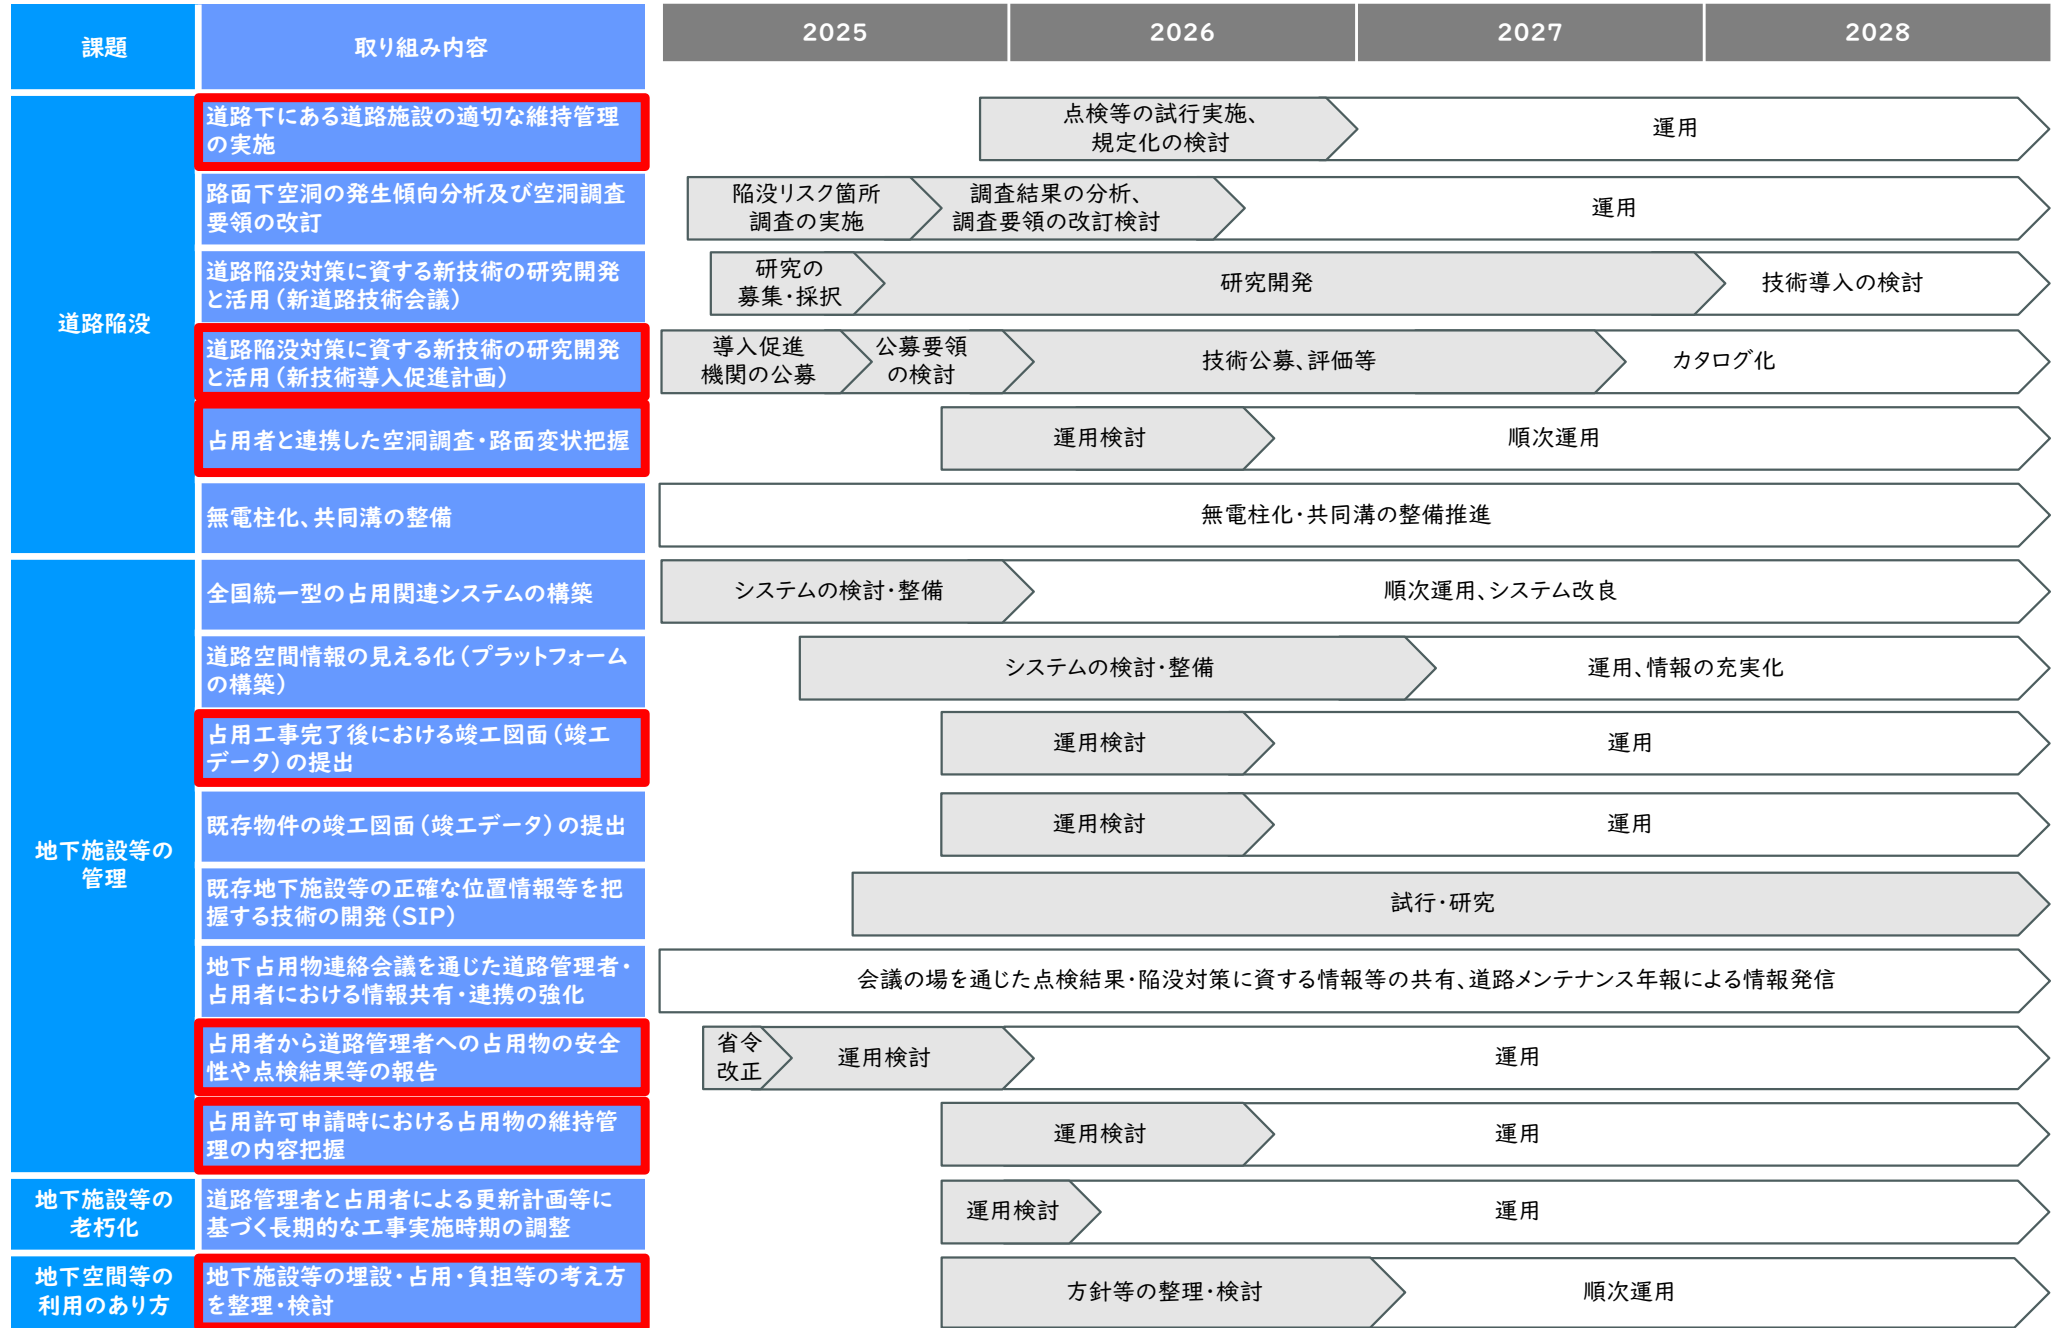 課題
取り組み内容
2025
2026
2027
2028
道路陥没
道路下にある道路施設の適切な維持管理
の実施
点検等の試行実施、
規定化の検討
運用
路面下空洞の発生傾向分析及び空洞調査
要領の改訂
陥没リスク箇所
調査の実施
調査結果の分析、
調査要領の改訂検討
運用
道路陥没対策に資する新技術の研究開発
と活用（新道路技術会議）
研究の
募集・採択
研究開発
技術導入の検討
道路陥没対策に資する新技術の研究開発
と活用（新技術導入促進計画）
導入促進
機関の公募
公募要領
の検討
技術公募、評価等
カタログ化
占用者と連携した空洞調査・路面変状把握
運用検討
順次運用
無電柱化、共同溝の整備
無電柱化・共同溝の整備推進
地下施設等の
管理
全国統一型の占用関連システムの構築
システムの検討・整備
順次運用、システム改良
道路空間情報の見える化（プラットフォーム
の構築）
システムの検討・整備
運用、情報の充実化
占用工事完了後における竣工図面（竣工
データ）の提出
運用検討
運用
既存物件の竣工図面（竣工データ）の提出
運用検討
運用
既存地下施設等の正確な位置情報等を把
握する技術の開発（SIP）
試行・研究
地下占用物連絡会議を通じた道路管理者・
占用者における情報共有・連携の強化
会議の場を通じた点検結果・陥没対策に資する情報等の共有、道路メンテナンス年報による情報発信
占用者から道路管理者への占用物の安全
性や点検結果等の報告
省令
改正
運用検討
運用
占用許可申請時における占用物の維持管
理の内容把握
運用検討
運用
地下施設等の
老朽化
道路管理者と占用者による更新計画等に
基づく長期的な工事実施時期の調整
運用検討
運用
地下空間等の
利用のあり方
地下施設等の埋設・占用・負担等の考え方
を整理・検討
方針等の整理・検討
順次運用